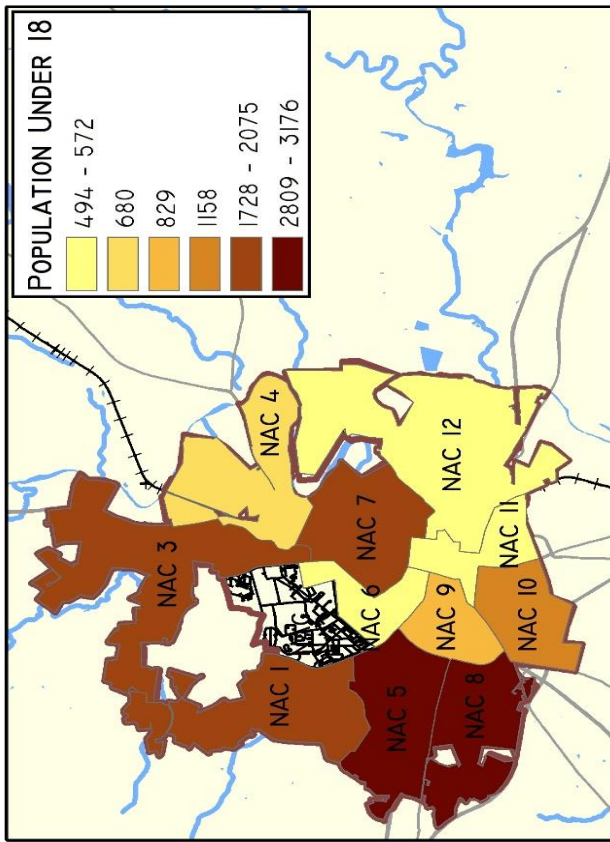 POPULATION UNDER 18
494 - 572
680
829
1158
1728 - 2075
2809 - 3176
NAC 3
NAC 4
NAC 1
NAC 7
NAC 12
NAC 6
NAC 5
NAC 9
NAC 11
NAC 8
NAC 10